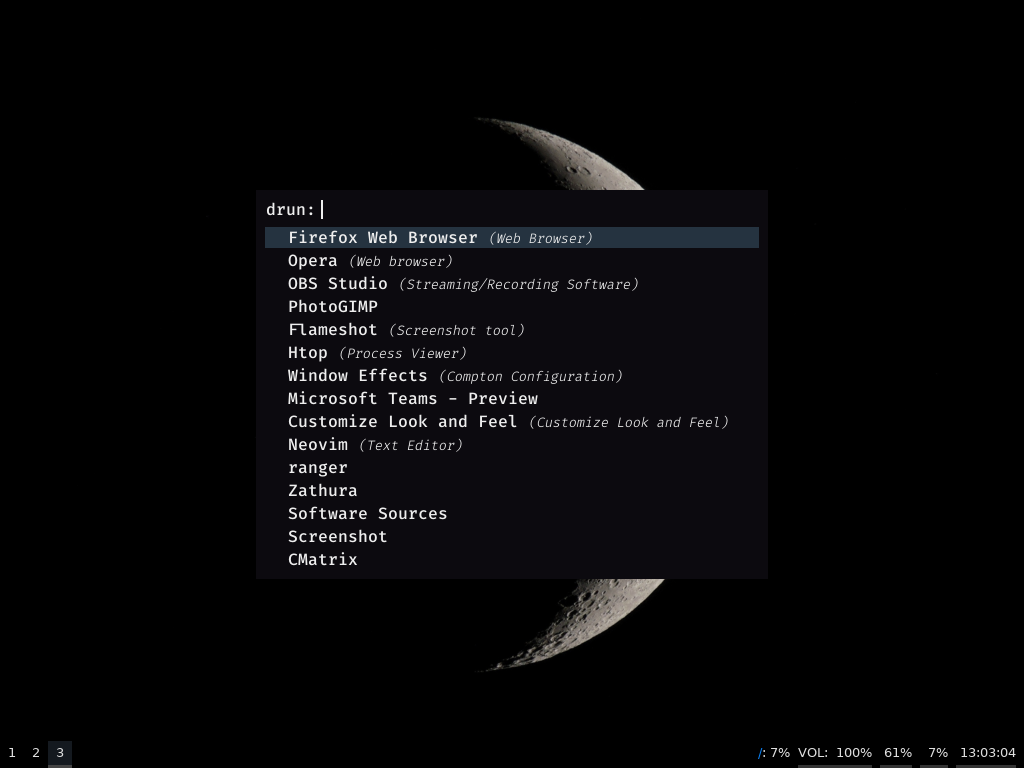 drun:
Firefox Web Browser (Web Browser)
Opera (Web browser)
OBS Studio (Streaming/Recording Software)
PhotoGIMP
Flameshot (Screenshot tool)
Htop (Process Viewer)
Window Effects (Compton Configuration)
Microsoft Teams - Preview
Customize Look and Feel (Customize Look and Feel)
Neovim (Text Editor)
ranger
Zathura
Software Sources
Screenshot
CMatrix
1 2 3 /: 7% VOL: 100% 61% 7% 13:03:04